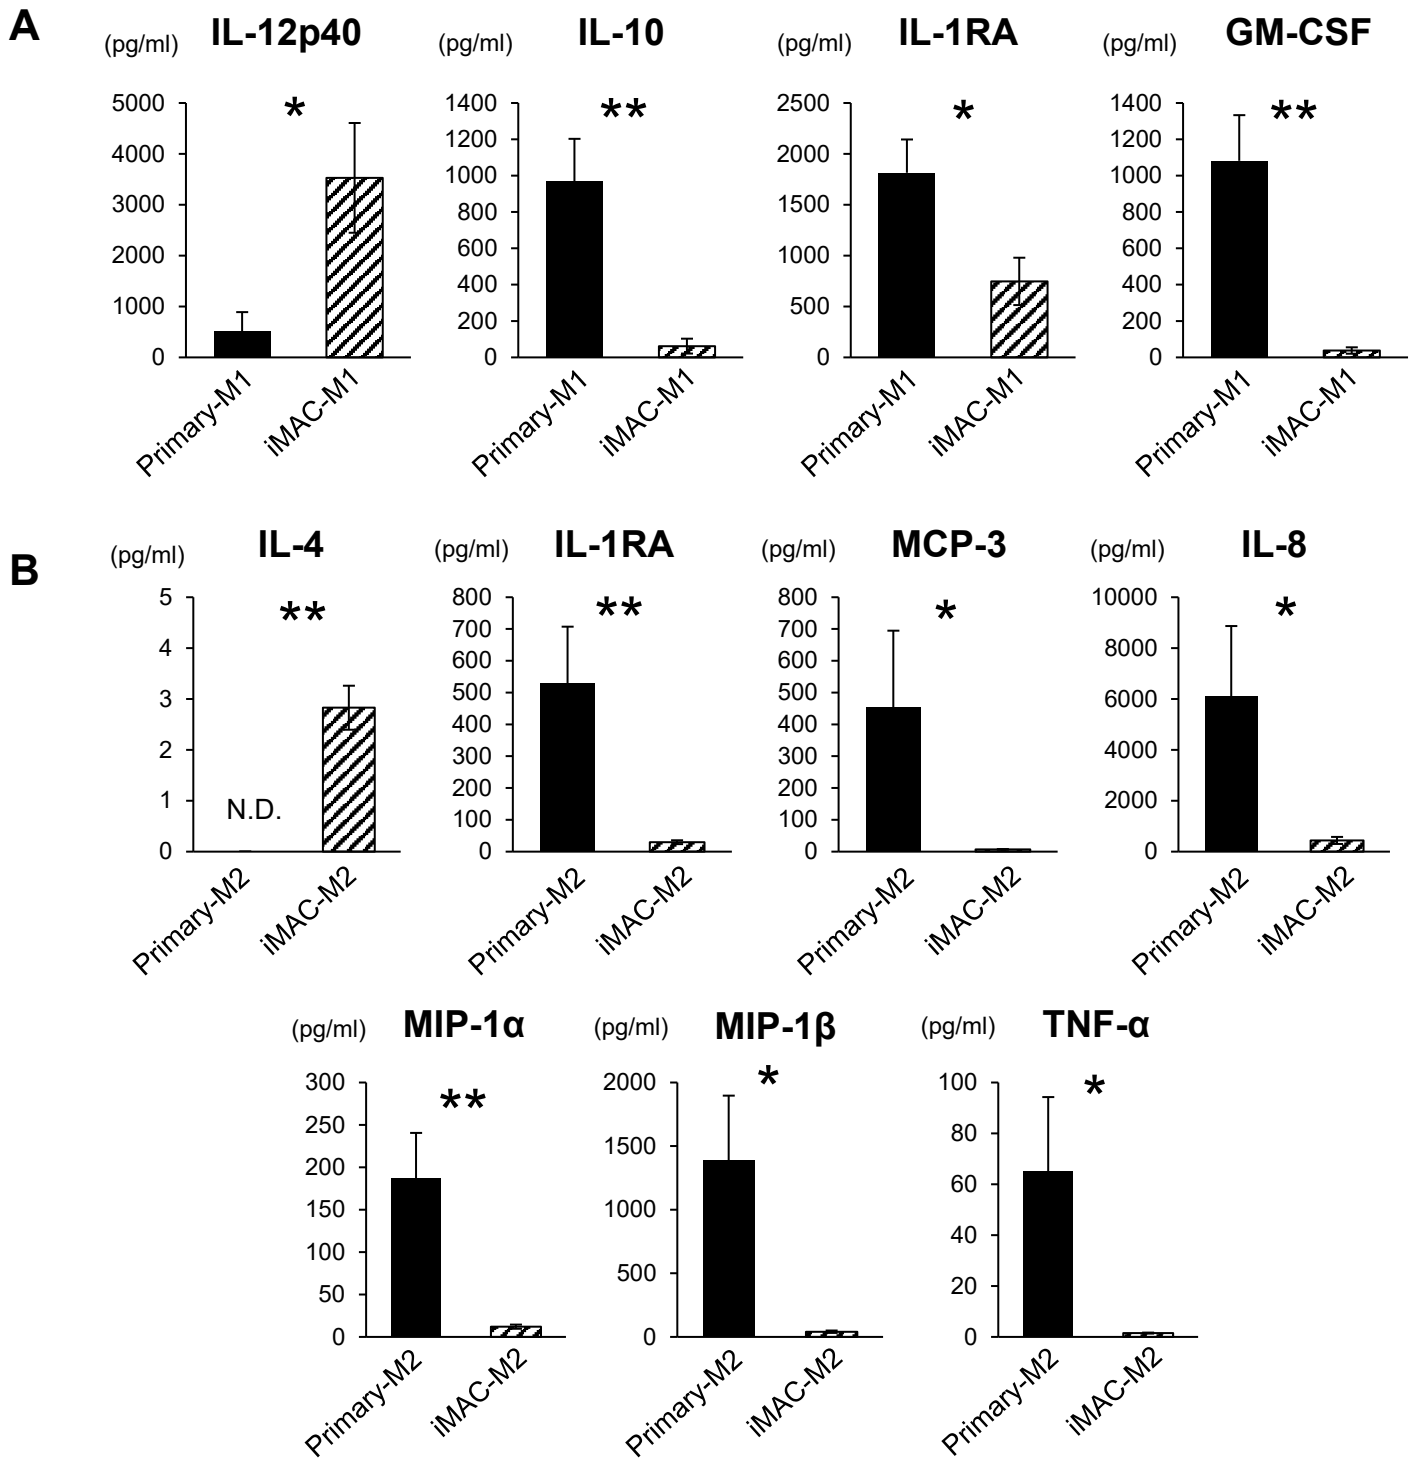 A
IL-12p40 IL-10 IL-1RA GM-CSF
(pg/ml) (pg/ml) (pg/ml) (pg/ml)
* ** * **
5000 1400 2500 1400
4000 1200 2000 1200
3000 1000 1500 1000
2000 800 1000 800
1000 600 500 600
0 400 0 400
200 200
0 0
Primary-M1 iMAC-M1 Primary-M1 iMAC-M1 Primary-M1 iMAC-M1 Primary-M1 iMAC-M1
B
IL-4 IL-1RA MCP-3 IL-8
(pg/ml) (pg/ml) (pg/ml) (pg/ml)
** ** * *
5 800 800 10000
4 700 700 8000
3 600 600 6000
2 500 500 4000
1 400 400 2000
0 300 300 0
200 200
100 100
0 0
N.D.
Primary-M2 iMAC-M2 Primary-M2 iMAC-M2 Primary-M2 iMAC-M2 Primary-M2 iMAC-M2
MIP-1α MIP-1β TNF-α
(pg/ml) (pg/ml) (pg/ml)
** * *
300 2000 100
250 1500 80
200 1000 60
150 500 40
100 0 20
50 0
0
Primary-M2 iMAC-M2 Primary-M2 iMAC-M2 Primary-M2 iMAC-M2